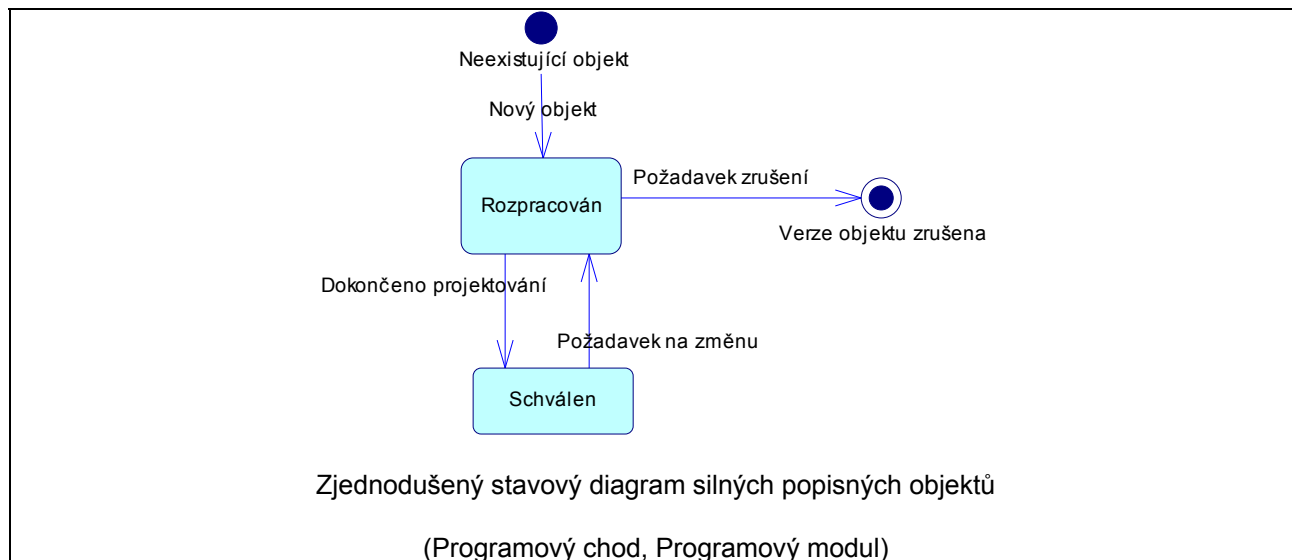 Neexistující objekt
Nový objekt
Rozpracován
Požadavek zrušení
Verze objektu zrušena
Dokončeno projektování
Požadavek na změnu
Schválen
Zjednodušený stavový diagram silných popisných objektů
(Programový chod, Programový modul)